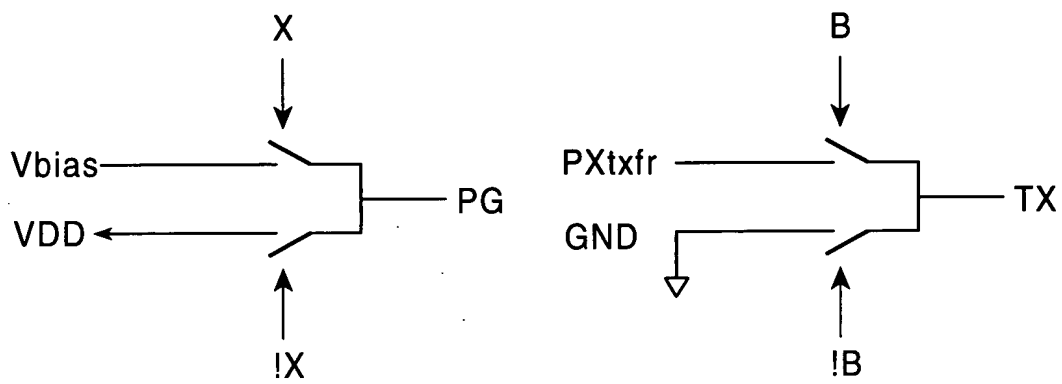 X
B
Vbias
PXtxfr
PG
TX
VDD
GND
!X
!B